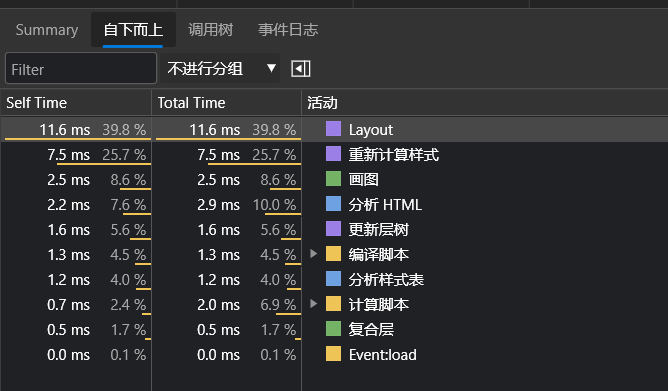 Summary 自下而上 调用树 事件日志
Filter 不进行分组
Self Time Total Time 活动
11.6 ms 39.8 % 11.6 ms 39.8 % Layout
7.5 ms 25.7 % 7.5 ms 25.7 % 重新计算样式
2.5 ms 8.6 % 2.5 ms 8.6 % 画图
2.2 ms 7.6 % 2.9 ms 10.0 % 分析 HTML
1.6 ms 5.6 % 1.6 ms 5.6 % 更新层树
1.3 ms 4.5 % 1.3 ms 4.5 % 编译脚本
1.2 ms 4.0 % 1.2 ms 4.0 % 分析样式表
0.7 ms 2.4 % 2.0 ms 6.9 % 计算脚本
0.5 ms 1.7 % 0.5 ms 1.7 % 复合层
0.0 ms 0.1 % 0.0 ms 0.1 % Event:load